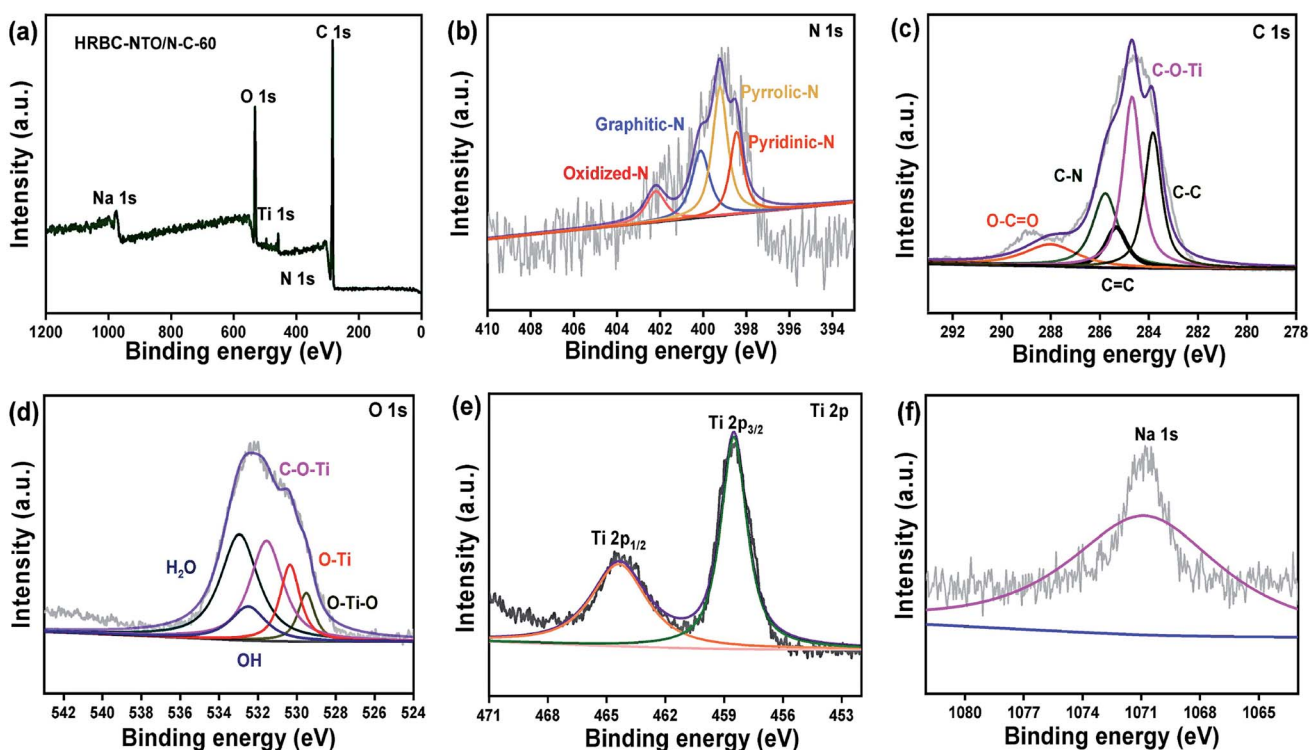 (a)
HRBC-NTO/N-C-60
C 1s
O 1s
Na 1s
Ti 1s
N 1s
Intensity (a.u.)
1200 1000 800 600 400 200 0
Binding energy (eV)
(b)
N 1s
Pyrrolic-N
Graphitic-N
Pyridinic-N
Oxidized-N
Intensity (a.u.)
410 408 406 404 402 400 398 396 394
Binding energy (eV)
(c)
C 1s
C-O-Ti
C-N
C-C
O-C=O
C=C
Intensity (a.u.)
292 290 288 286 284 282 280 278
Binding energy (eV)
(d)
O 1s
C-O-Ti
H₂O
O-Ti
O-Ti-O
OH
Intensity (a.u.)
542 540 538 536 534 532 530 528 526 524
Binding energy (eV)
(e)
Ti 2p
Ti 2p₃/₂
Ti 2p₁/₂
Intensity (a.u.)
471 468 465 462 459 456 453
Binding energy (eV)
(f)
Na 1s
Intensity (a.u.)
1080 1077 1074 1071 1068 1065
Binding energy (eV)